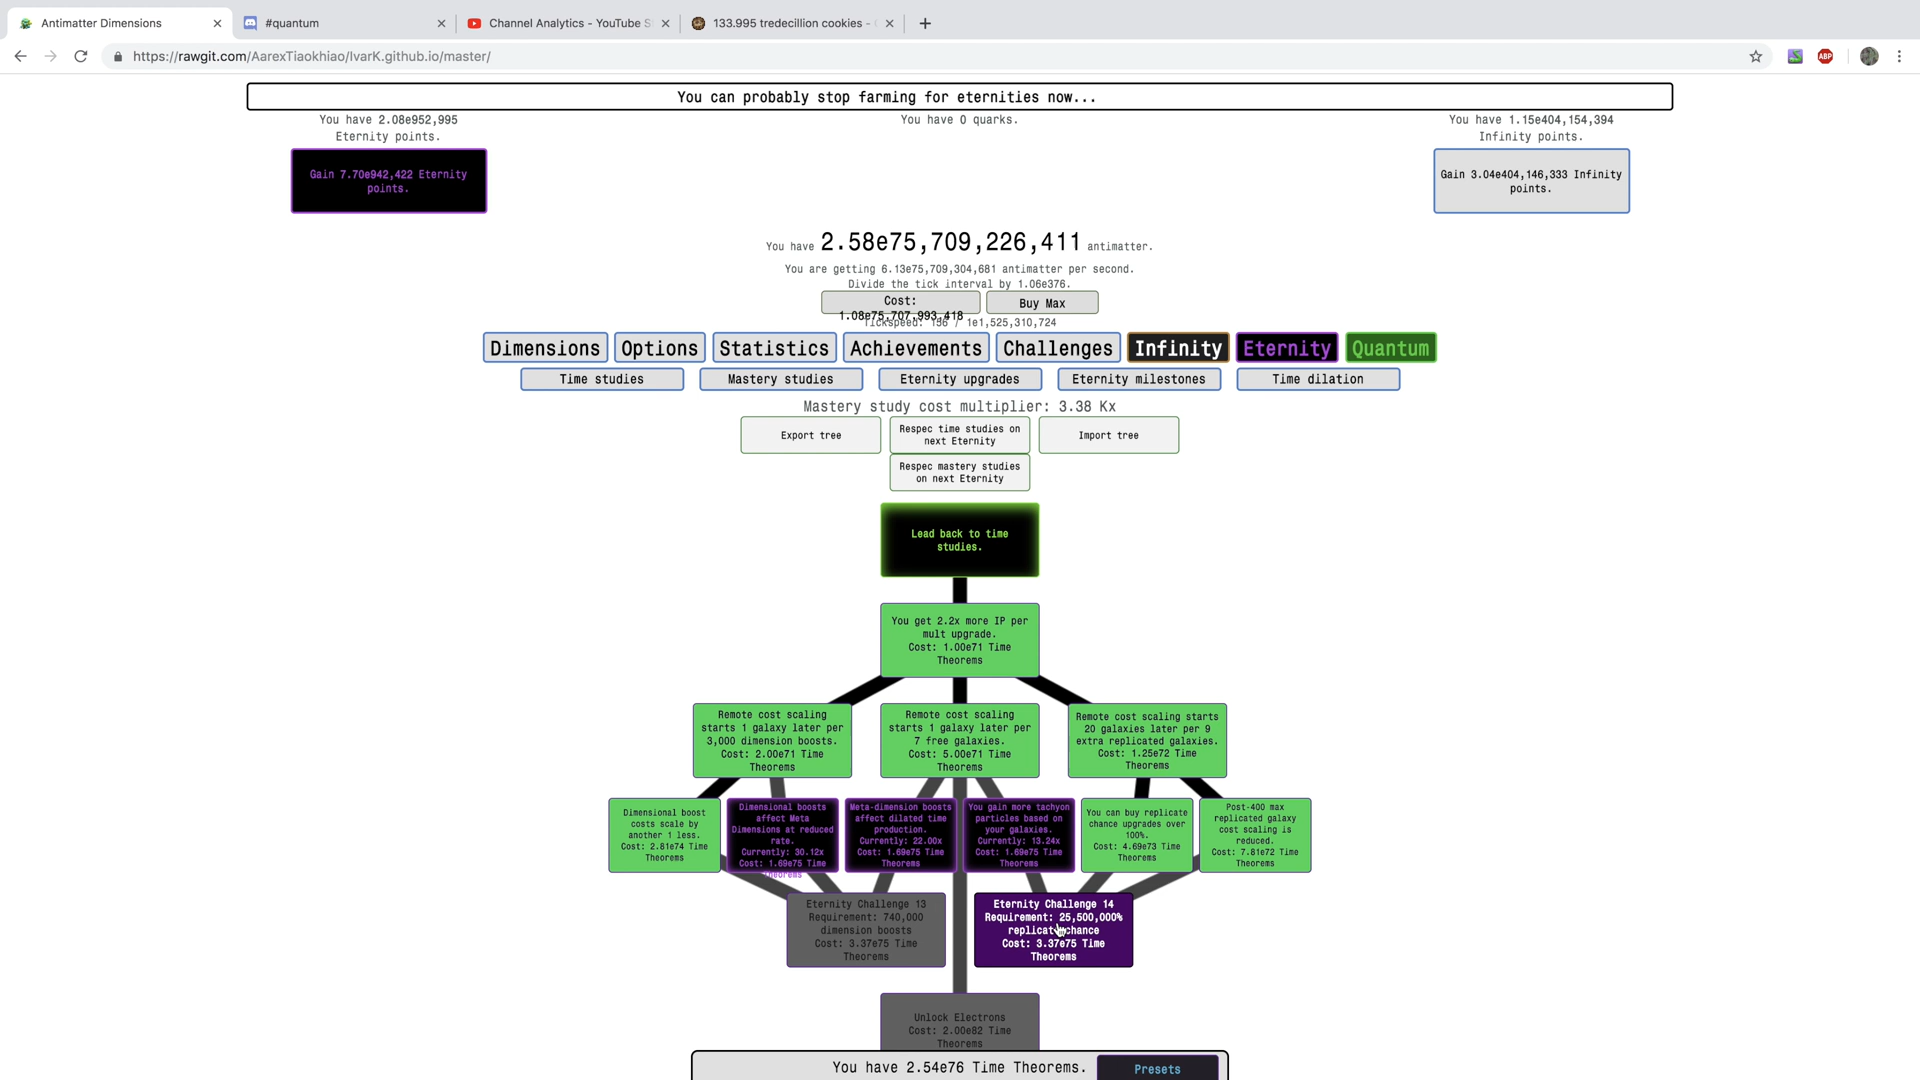 Antimatter Dimensions
#quantum
Channel Analytics - YouTube S
133.995 tredecillion cookies -
https://rawgit.com/AarexTiaokhiao/IvarK.github.io/master/
ABP
You can probably stop farming for eternities now...
You have 2.08e952,995
Eternity points.
You have 0 quarks.
You have 1.15e404,154,394
Infinity points.
Gain 7.70e942,422 Eternity
points.
Gain 3.04e404,146,333 Infinity
points.
You have 2.58e75,709,226,411 antimatter.
You are getting 6.13e75,709,304,681 antimatter per second.
Divide the tick interval by 1.06e376.
Cost:
1.08e75,707,993,418
Buy Max
Tickspeed: 156 / 1e1,525,310,724
Dimensions
Options
Statistics
Achievements
Challenges
Infinity
Eternity
Quantum
Time studies
Mastery studies
Eternity upgrades
Eternity milestones
Time dilation
Mastery study cost multiplier: 3.38 Kx
Export tree
Respec time studies on
next Eternity
Import tree
Respec mastery studies
on next Eternity
Lead back to time
studies.
You get 2.2x more IP per
mult upgrade.
Cost: 1.00e71 Time
Theorems
Remote cost scaling
starts 1 galaxy later per
3,000 dimension boosts.
Cost: 2.00e71 Time
Theorems
Remote cost scaling
starts 1 galaxy later per
7 free galaxies.
Cost: 5.00e71 Time
Theorems
Remote cost scaling starts
20 galaxies later per 9
extra replicated galaxies.
Cost: 1.25e72 Time
Theorems
Dimensional boost
costs scale by
another 1 less.
Cost: 2.81e74 Time
Theorems
Dimensional boosts
affect Meta
Dimensions at reduced
rate.
Currently: 30.12x
Cost: 1.69e75 Time
Theorems
Meta-dimension boosts
affect dilated time
production.
Currently: 22.00x
Cost: 1.69e75 Time
Theorems
You gain more tachyon
particles based on
your galaxies.
Currently: 13.24x
Cost: 1.69e75 Time
Theorems
You can buy replicate
chance upgrades over
100%.
Cost: 4.69e73 Time
Theorems
Post-400 max
replicated galaxy
cost scaling is
reduced.
Cost: 7.81e72 Time
Theorems
Eternity Challenge 13
Requirement: 740,000
dimension boosts
Cost: 3.37e75 Time
Theorems
Eternity Challenge 14
Requirement: 25,500,000%
replicate chance
Cost: 3.37e75 Time
Theorems
Unlock Electrons
Cost: 2.00e82 Time
Theorems
You have 2.54e76 Time Theorems.
Presets